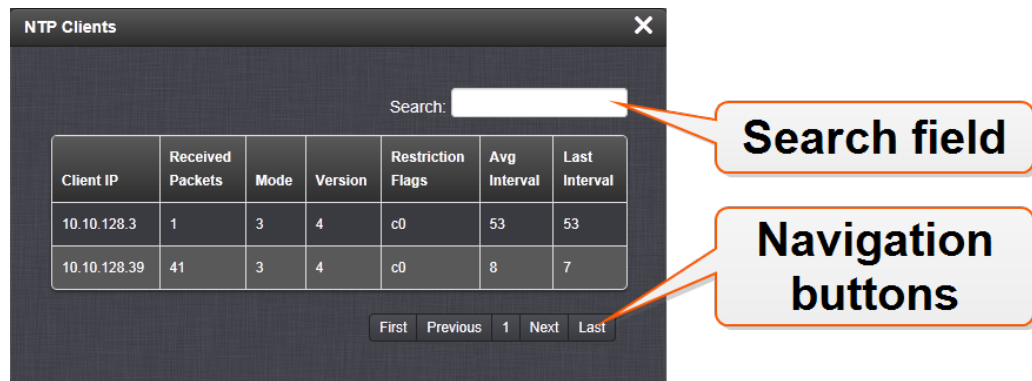 NTP Clients
Search:
Search field
Client IP Received Packets Mode Version Restriction Flags Avg Interval Last Interval
10.10.128.3 1 3 4 c0 53 53
10.10.128.39 41 3 4 c0 8 7
Navigation
buttons
First Previous 1 Next Last